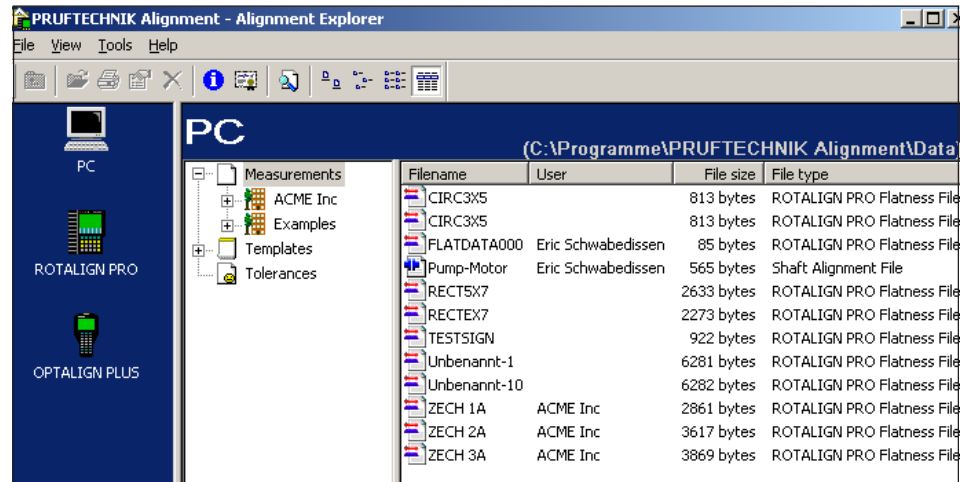 PRUFTECHNIK Alignment - Alignment Explorer
File View Tools Help
PC
(C:\Programme\PRUFTECHNIK Alignment\Data)
PC
ROTALIGN PRO
OPTALIGN PLUS
Measurements
ACME Inc
Examples
Templates
Tolerances
Filename User File size File type
CIRC3X5 813 bytes ROTALIGN PRO Flatness File
CIRC3X5 813 bytes ROTALIGN PRO Flatness File
FLATDATA000 Eric Schwabedissen 85 bytes ROTALIGN PRO Flatness File
Pump-Motor Eric Schwabedissen 565 bytes Shaft Alignment File
RECT5X7 2633 bytes ROTALIGN PRO Flatness File
RECTEX7 2273 bytes ROTALIGN PRO Flatness File
TESTSIGN 922 bytes ROTALIGN PRO Flatness File
Unbenannt-1 6281 bytes ROTALIGN PRO Flatness File
Unbenannt-10 6282 bytes ROTALIGN PRO Flatness File
ZECH 1A ACME Inc 2861 bytes ROTALIGN PRO Flatness File
ZECH 2A ACME Inc 3617 bytes ROTALIGN PRO Flatness File
ZECH 3A ACME Inc 3869 bytes ROTALIGN PRO Flatness File